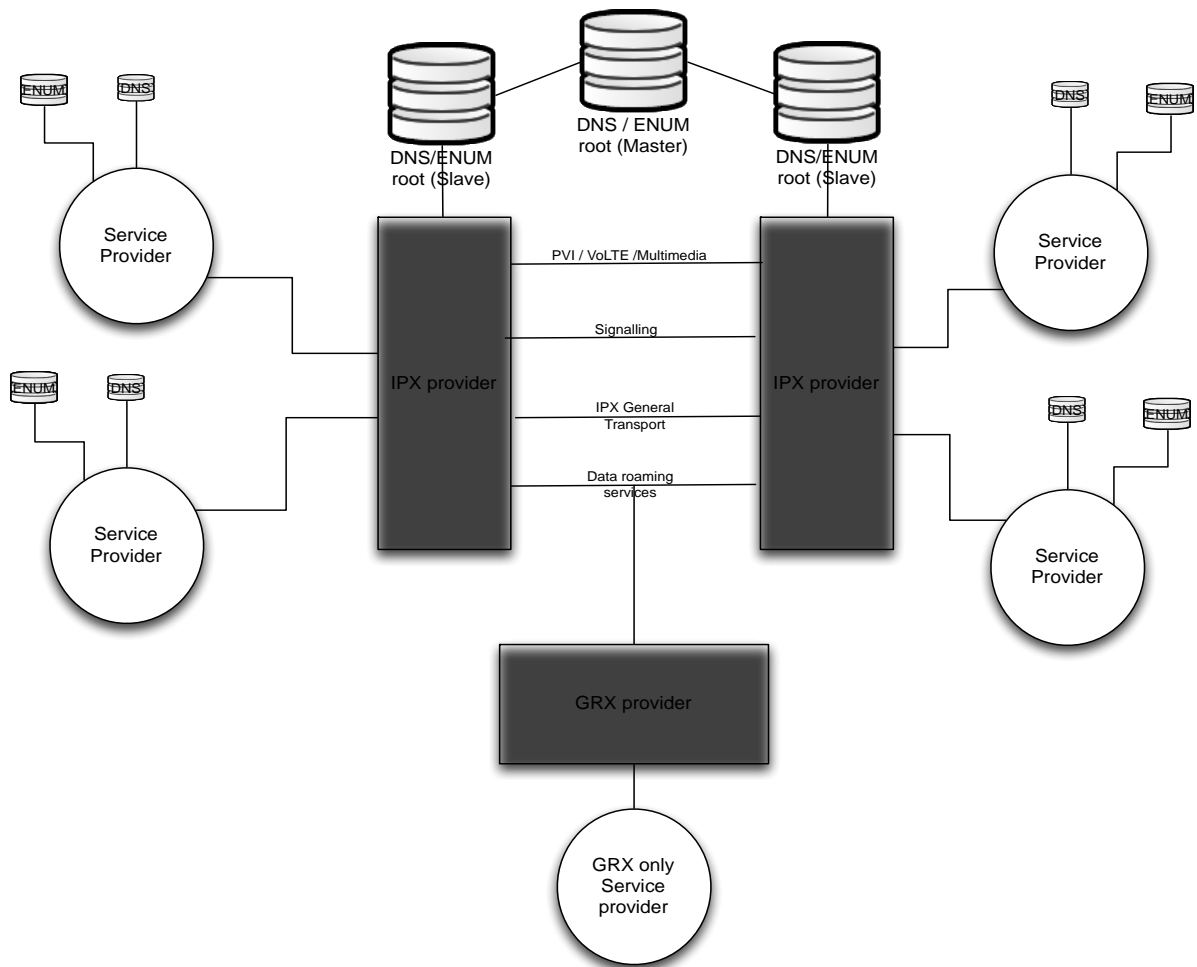 DNS / ENUM
root (Master)
DNS/ENUM
root (Slave)
DNS/ENUM
root (Slave)
ENUM
DNS
DNS
ENUM
Service
Provider
Service
Provider
PVI / VoLTE /Multimedia
Signalling
IPX provider
IPX provider
IPX General
Transport
ENUM
DNS
DNS
ENUM
Data roaming
services
Service
Provider
Service
Provider
GRX provider
GRX only
Service
provider